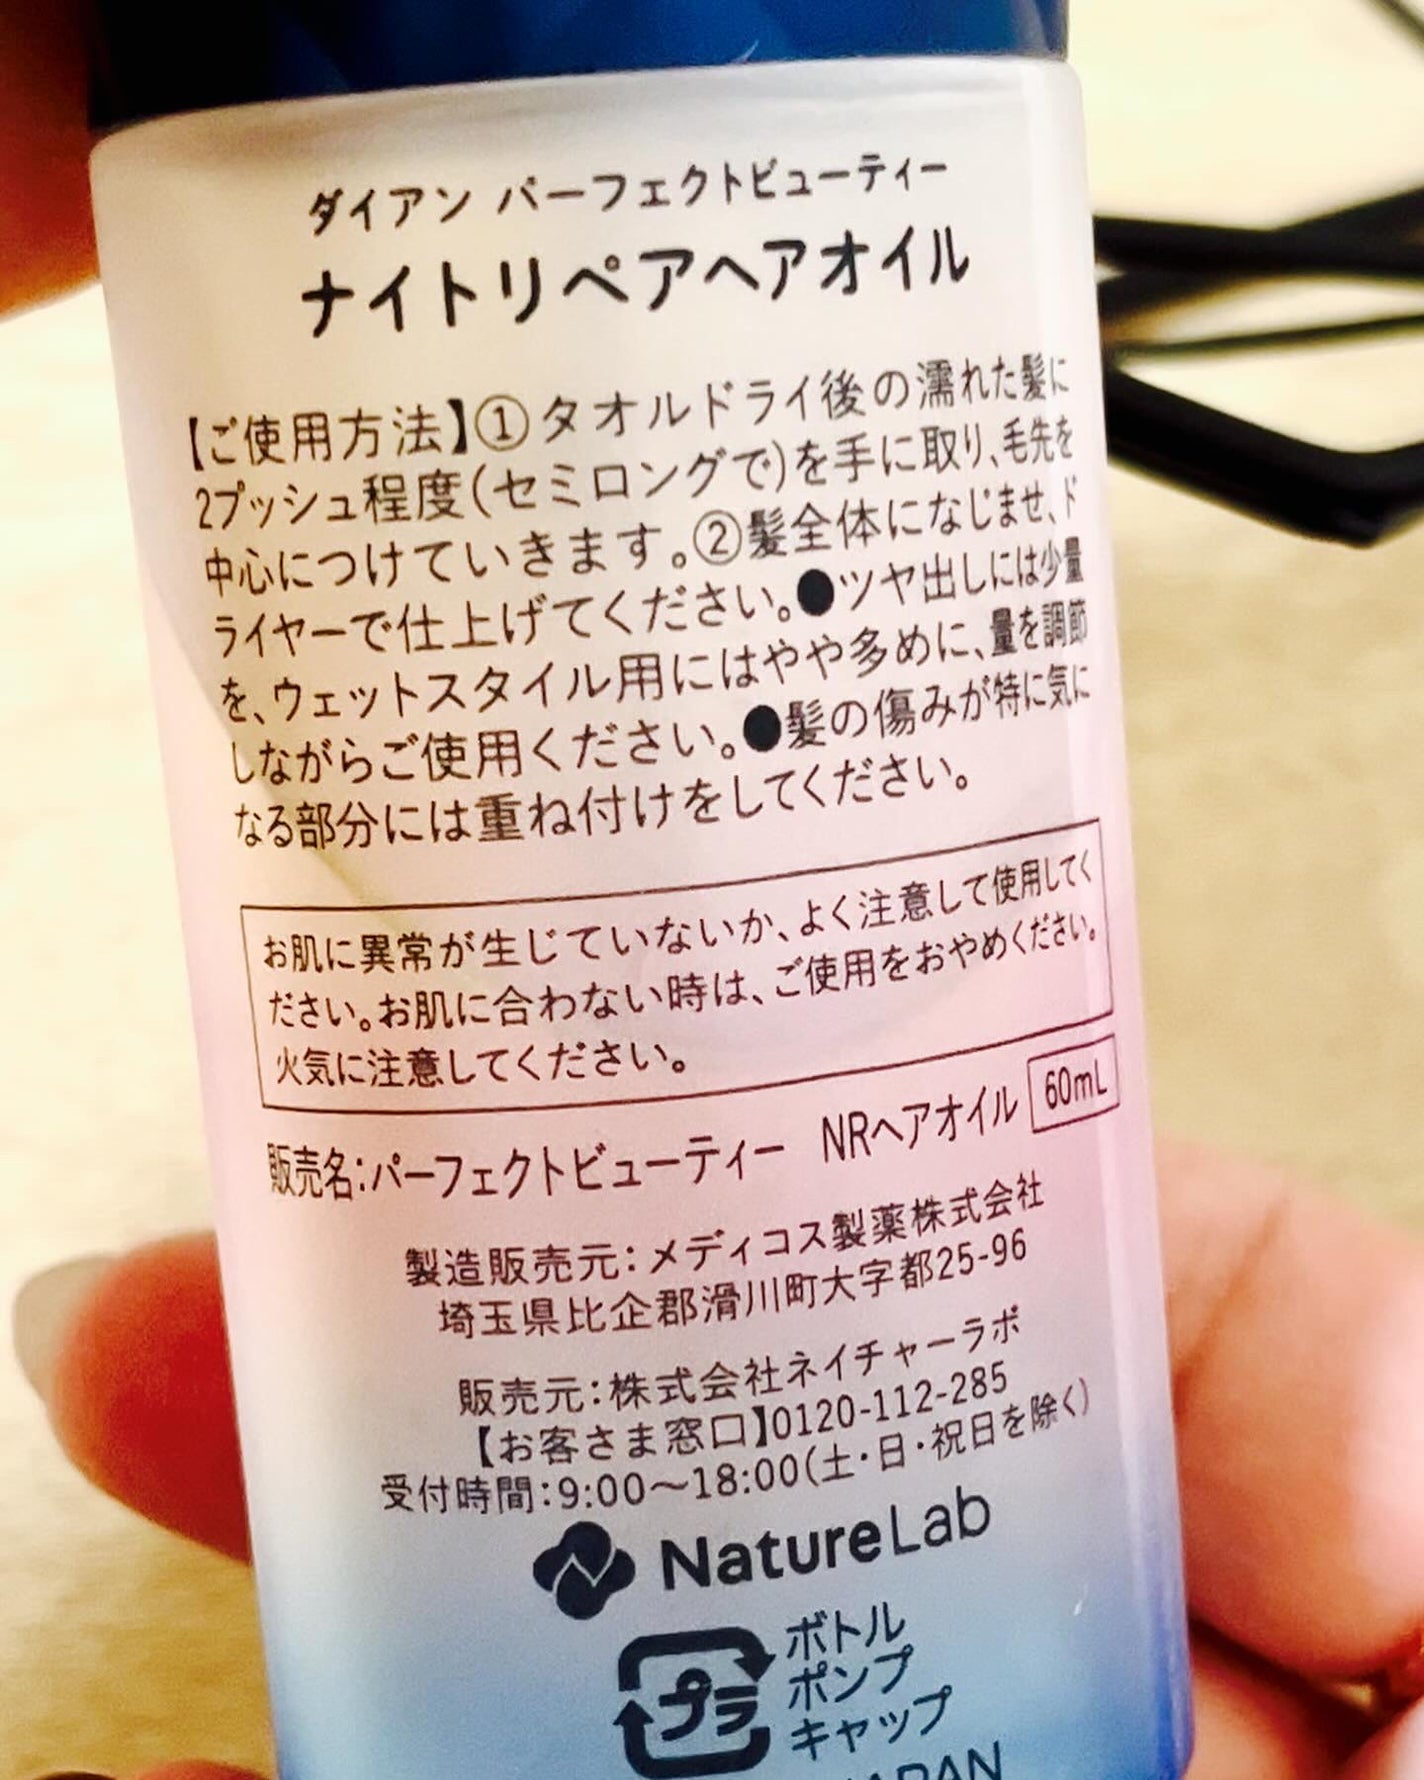 ダイアン パーフェクトビューティー
ナイトリペアヘアオイル
【ご使用方法】①タオルドライ後の濡れた髪に
2プッシュ程度(セミロングで)を手に取り、毛先を
中心につけていきます。②髪全体になじませ、ド
ライヤーで仕上げてください。●ツヤ出しには少量
を、ウェットスタイル用にはやや多めに、量を調節
しながらご使用ください。●髪の傷みが特に気に
なる部分には重ね付けをしてください。
お肌に異常が生じていないか、よく注意して使用してく
ださい。お肌に合わない時は、ご使用をおやめください。
火気に注意してください。
販売名:パーフェクトビューティー NRヘアオイル 60mL
製造販売元:メディコス製薬株式会社
埼玉県比企郡滑川町大字都25-96
販売元:株式会社ネイチャーラボ
【お客さま窓口】0120-112-285
受付時間:9:00～18:00(土・日・祝日を除く)
NatureLab
プラ ボトル
ポンプ
キャップ
JAPAN